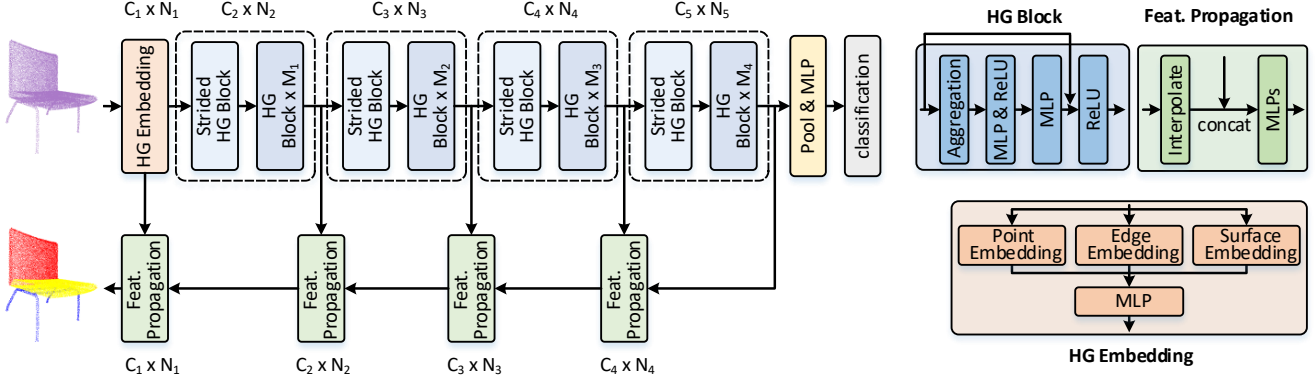 C₁ x N₁
C₂ x N₂
C₃ x N₃
C₄ x N₄
C₅ x N₅
HG Embedding
Strided
HG Block
HG
Block x M₁
Strided
HG Block
HG
Block x M₂
Strided
HG Block
HG
Block x M₃
Strided
HG Block
HG
Block x M₄
Pool & MLP
classification
Feat.
Propagation
Feat.
Propagation
Feat.
Propagation
Feat.
Propagation
C₁ x N₁
C₂ x N₂
C₃ x N₃
C₄ x N₄
HG Block
Aggregation
MLP & ReLU
MLP
ReLU
Feat. Propagation
Interpolate
concat
MLPs
Point
Embedding
Edge
Embedding
Surface
Embedding
MLP
HG Embedding